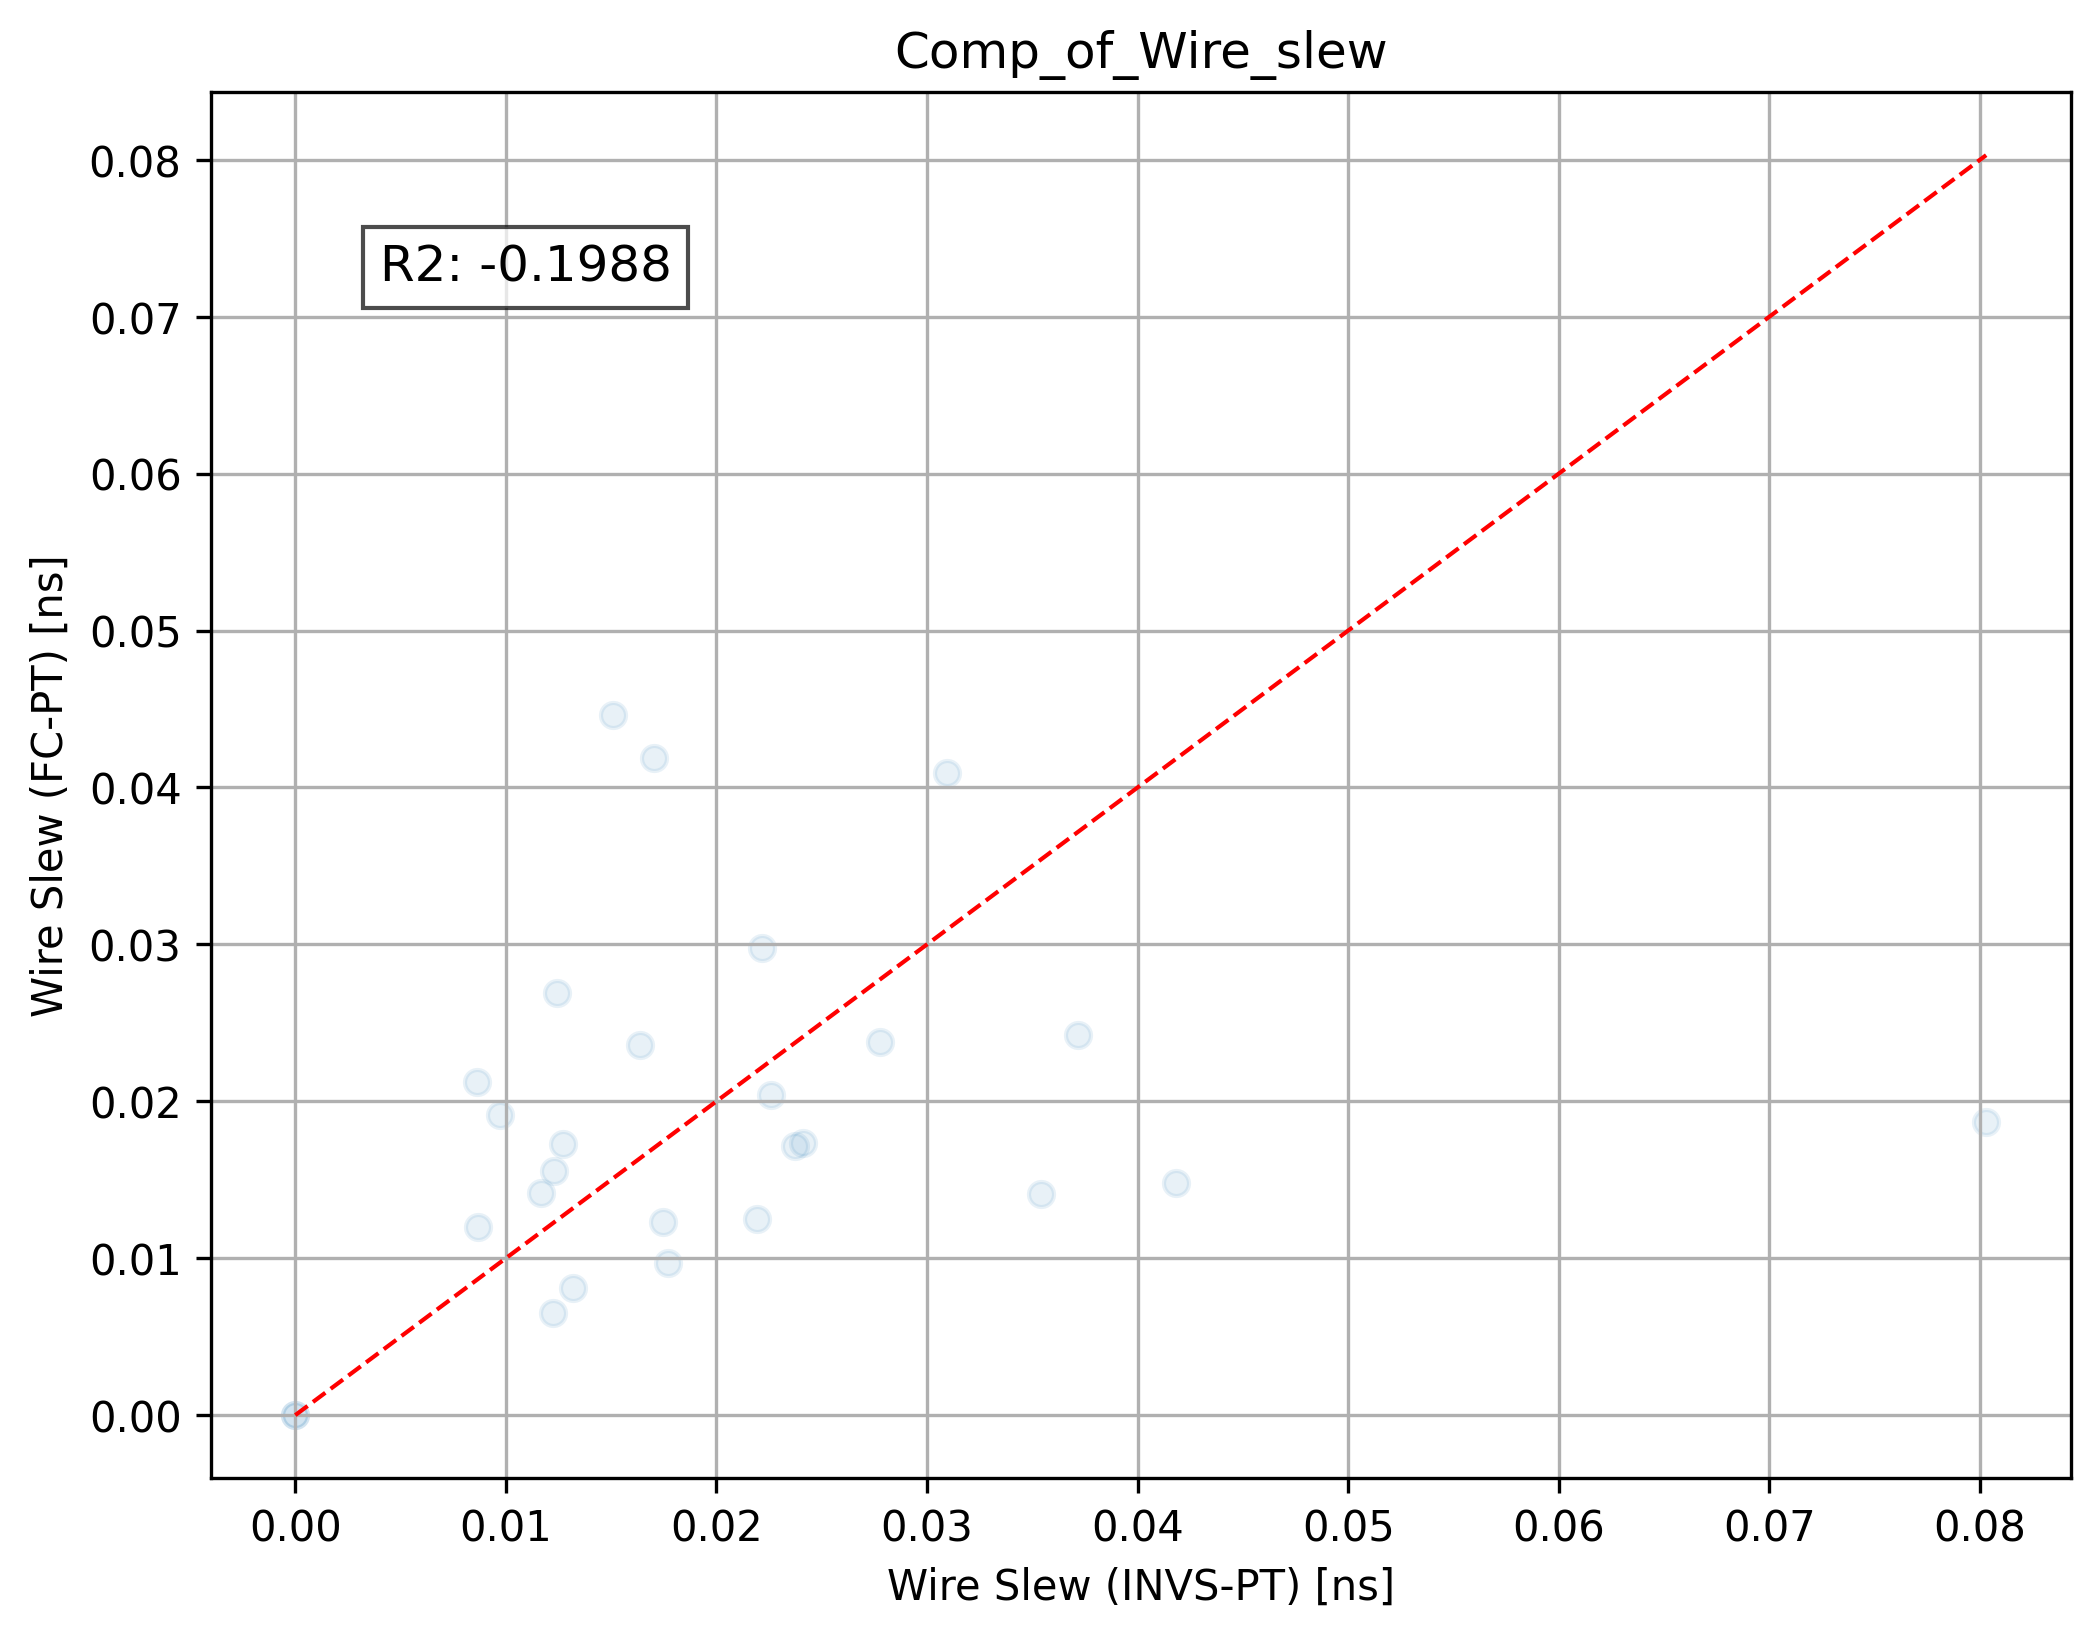 Comp_of_Wire_slew
R2: -0.1988
Wire Slew (FC-PT) [ns]
0.08
0.07
0.06
0.05
0.04
0.03
0.02
0.01
0.00
0.00 0.01 0.02 0.03 0.04 0.05 0.06 0.07 0.08
Wire Slew (INVS-PT) [ns]